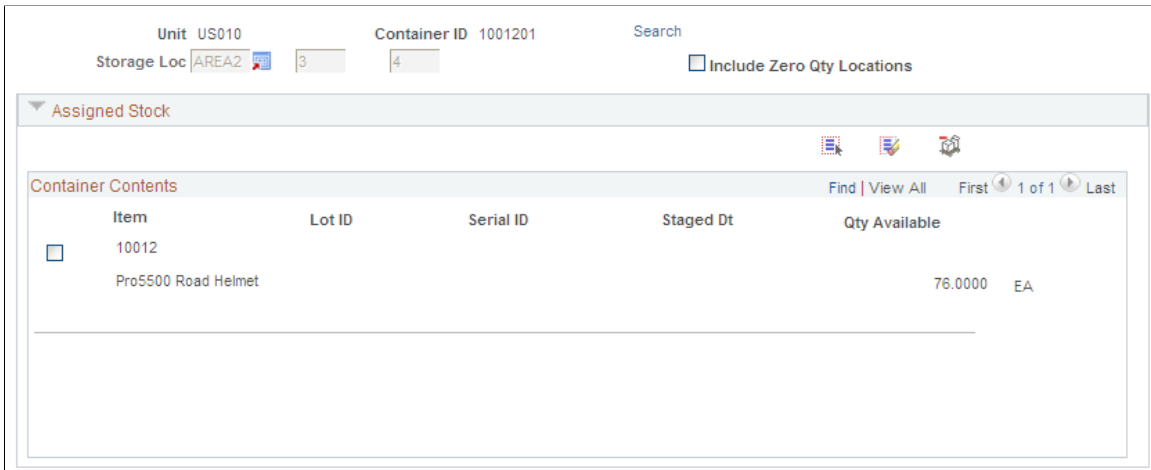 Unit US010 Container ID 1001201 Search
Storage Loc AREA2 3 4 Include Zero Qty Locations
Assigned Stock
Container Contents Find | View All First 1 of 1 Last
Item Lot ID Serial ID Staged Dt Qty Available
10012
Pro5500 Road Helmet 76.0000 EA